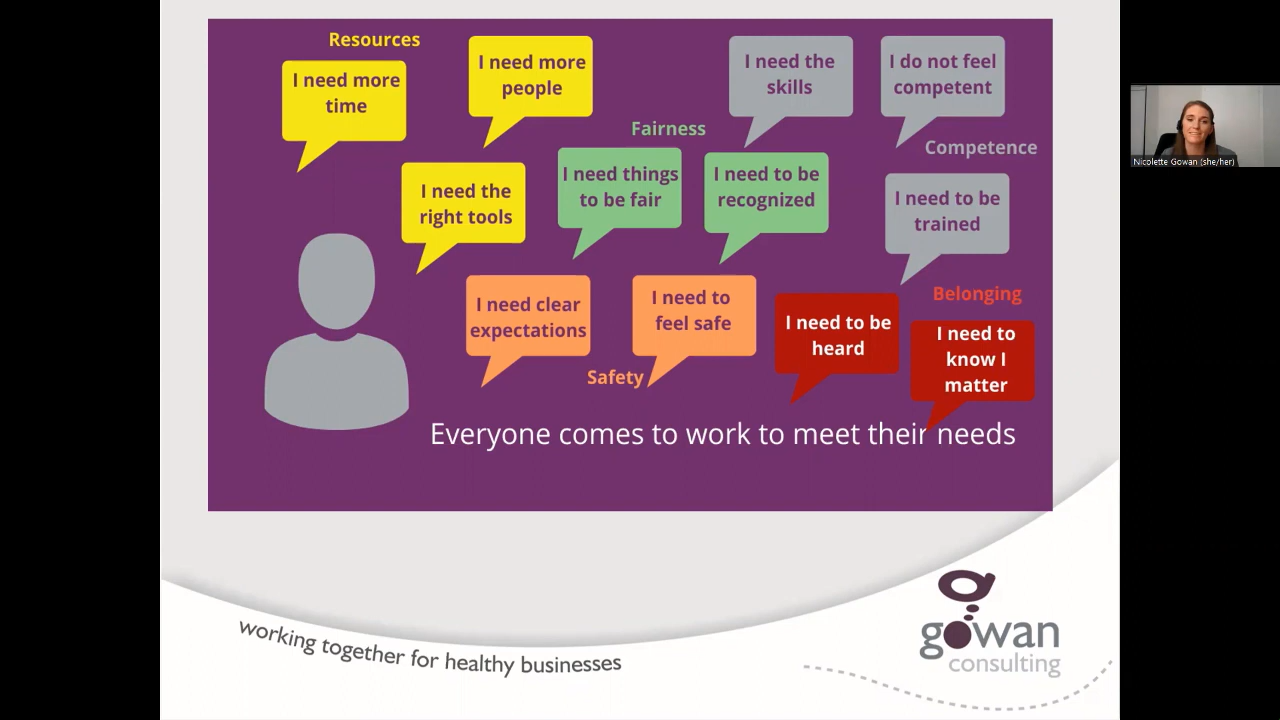 Resources
I need more
time
I need more
people
I need the
skills
I do not feel
competent
Fairness
Competence
I need the
right tools
I need things
to be fair
I need to be
recognized
I need to be
trained
I need clear
expectations
I need to
feel safe
Safety
I need to be
heard
Belonging
I need to
know I
matter
Everyone comes to work to meet their needs
working together for healthy businesses
gowan
consulting
Nicolette Gowan (she/her)